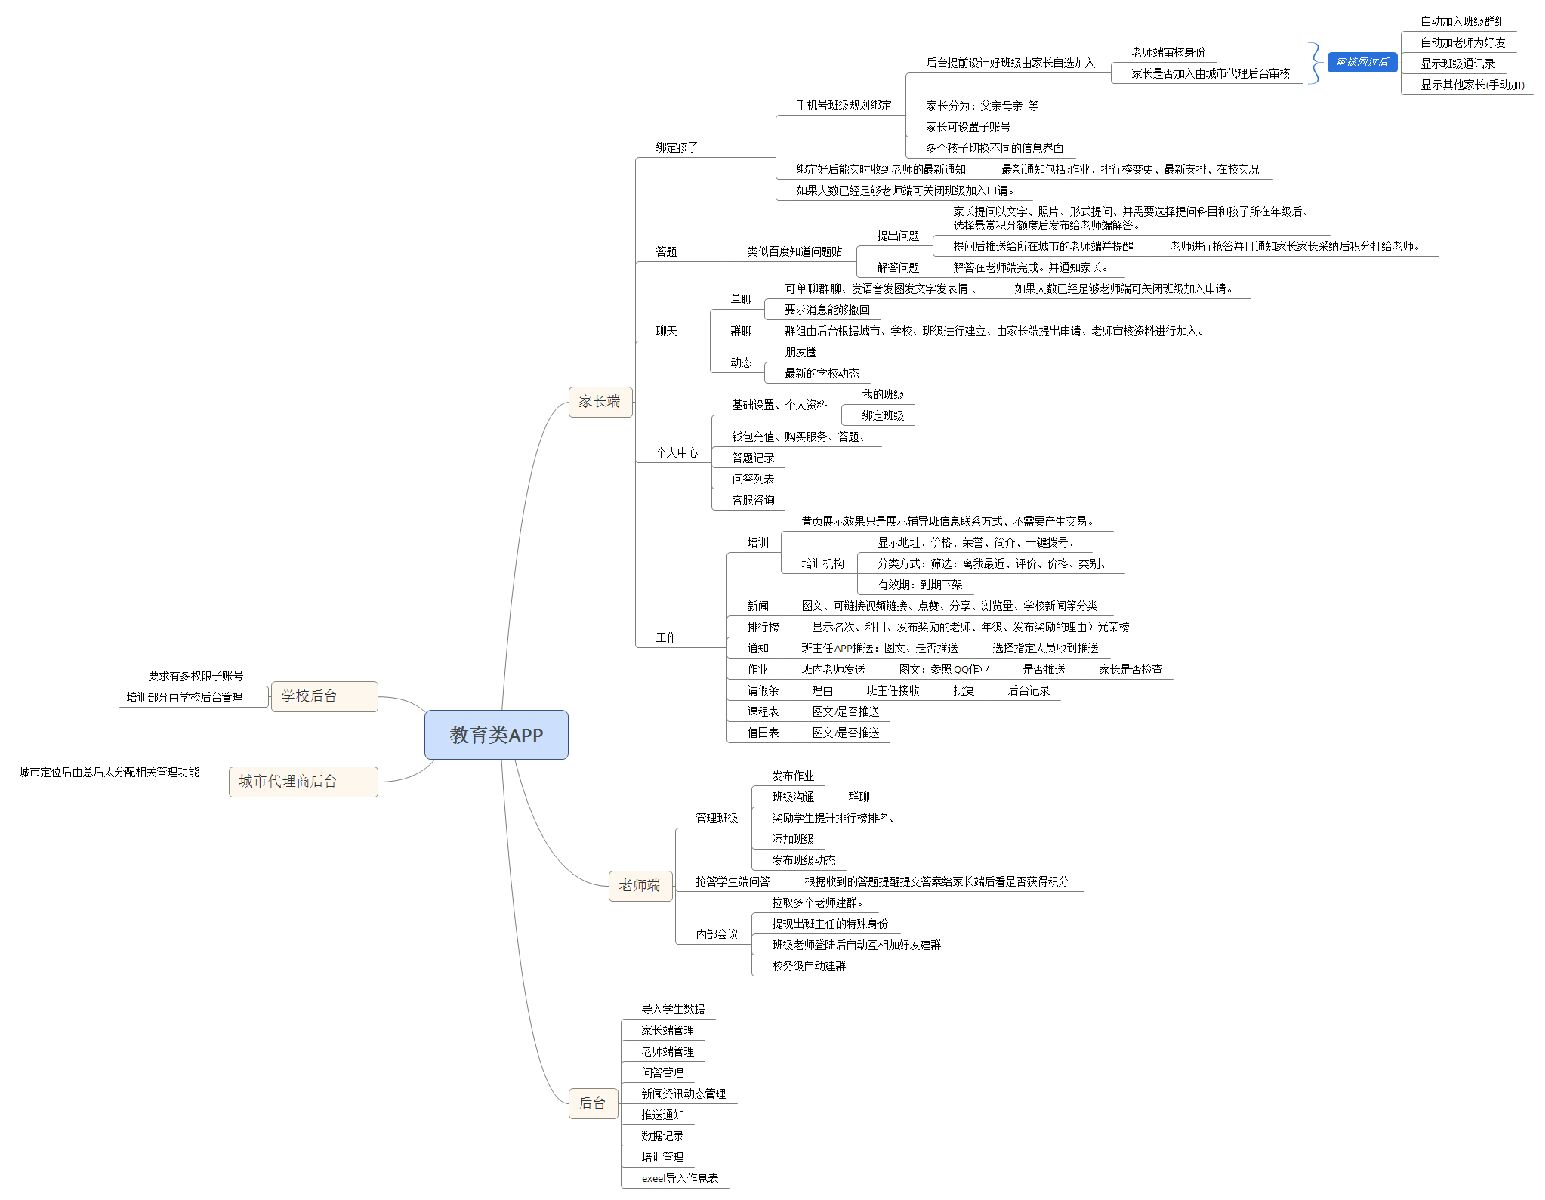 教育类APP
家长端
绑定孩子
手机号班级规划绑定
后台提前设计好班级由家长自选加入
老师端审核身份
家长是否加入由城市代理后台审核
审核通过后
自动加入班级群组
自动加老师为好友
显示班级通讯录
显示其他家长(手动加)
家长分为：父亲母亲 等
家长可设置子账号
多个孩子切换不同的信息界面
绑定好后能实时收到老师的最新通知
最新通知包括:作业、排行榜变更、最新安排、在校实况
如果人数已经足够老师端可关闭班级加入申请。
答题
类似百度知道问题贴
提出问题
家长提问以文字、照片、形式提问、并需要选择提问科目和孩子所在年级后、
选择悬赏积分额度后发布给老师端解答。
提问后推送给所在城市的老师端并提醒
老师进行抢答并且通知家长家长采纳后积分打给老师。
解答问题
解答在老师端完成。并通知家长。
聊天
单聊
可单聊群聊、发语音发图发文字发表情 、
如果人数已经足够老师端可关闭班级加入申请。
要求消息能够撤回
群聊
群组由后台根据城市、学校、班级进行建立、由家长端提出申请、老师审核资料进行加入、
动态
朋友圈
最新的学校动态
个人中心
基础设置、个人资料
我的班级
绑定班级
钱包充值、购买服务、答题、
答题记录
问答列表
客服咨询
工作
培训
首页展示效果只是展示辅导班信息联系方式、不需要产生交易。
培训机构
显示地址、价格、荣誉、简介、一键拨号、
分类方式：筛选：离我最近、评价、价格、类别、
有效期：到期下架
新闻
图文、可链接视频链接、点赞、分享、浏览量、学校新闻等分类
排行榜
显示名次、科目、发布奖励的老师、年级、发布奖励的理由）光荣榜
通知
班主任APP推送：图文、是否推送
选择指定人员收到推送
作业
班内老师发送
图文：参照QQ作业
是否推送
家长是否检查
请假条
理由
班主任接收
批复
后台记录
课程表
图文/是否推送
值日表
图文/是否推送
学校后台
要求有多权限子账号
培训部分由学校后台管理
城市代理商后台
城市定位后由总后太分配相关管理功能
老师端
管理班级
发布作业
班级沟通
群聊
奖励学生提升排行榜排名、
添加班级
发布班级动态
抢答学生端问答
根据收到的答题提醒提交答案给家长端后看是否获得积分
内部会议
拉取多个老师建群。
提现出班主任的特殊身份
班级老师登陆后自动互相加好友建群
校务级自动建群
后台
导入学生数据
家长端管理
老师端管理
问答管理
新闻资讯动态管理
推送通知
数据记录
培训管理
exeel导入信息表